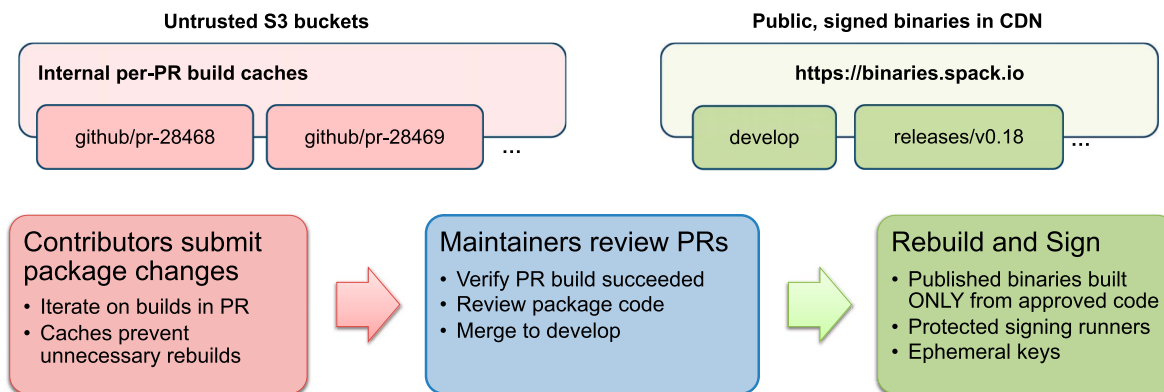 Untrusted S3 buckets
Internal per-PR build caches
github/pr-28468
github/pr-28469
...
Public, signed binaries in CDN
https://binaries.spack.io
develop
releases/v0.18
...
Contributors submit
package changes
• Iterate on builds in PR
• Caches prevent
unnecessary rebuilds
Maintainers review PRs
• Verify PR build succeeded
• Review package code
• Merge to develop
Rebuild and Sign
• Published binaries built
ONLY from approved code
• Protected signing runners
• Ephemeral keys